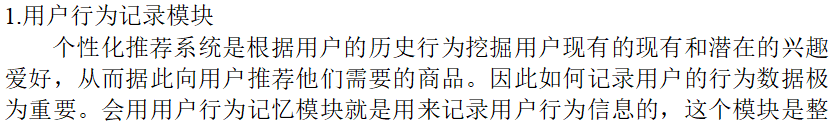 1.用户行为记录模块
个性化推荐系统是根据用户的历史行为挖掘用户现有的现有和潜在的兴趣
爱好，从而据此向用户推荐他们需要的商品。因此如何记录用户的行为数据极
为重要。会用用户行为记忆模块就是用来记录用户行为信息的，这个模块是整